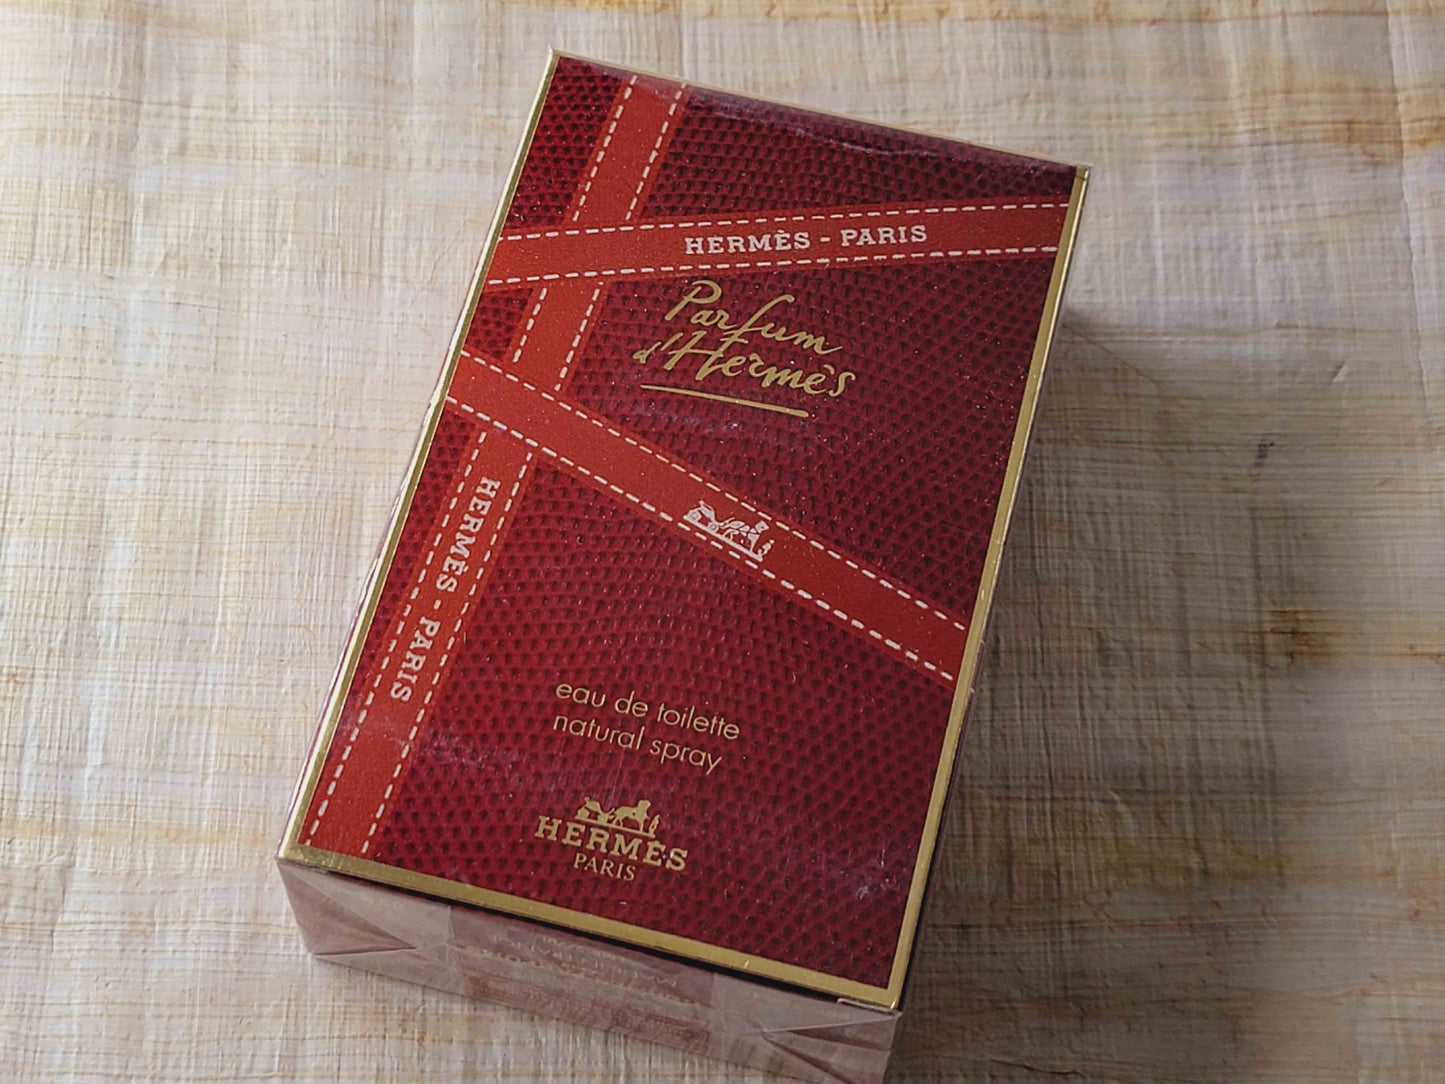 HERMÈS - PARIS
Parfum
d'Hermès
HERMÈS - PARIS
eau de toilette
natural spray
HERMÈS
PARIS